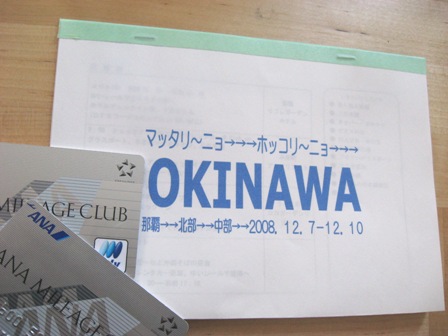 マッタリ～ニョ→→→ホッコリ～ニョ→→→
OKINAWA
那覇→→北部→→中部→→2008. 12. 7-12. 10
MILEAGE CLUB
ANA
ANA MILEAGE